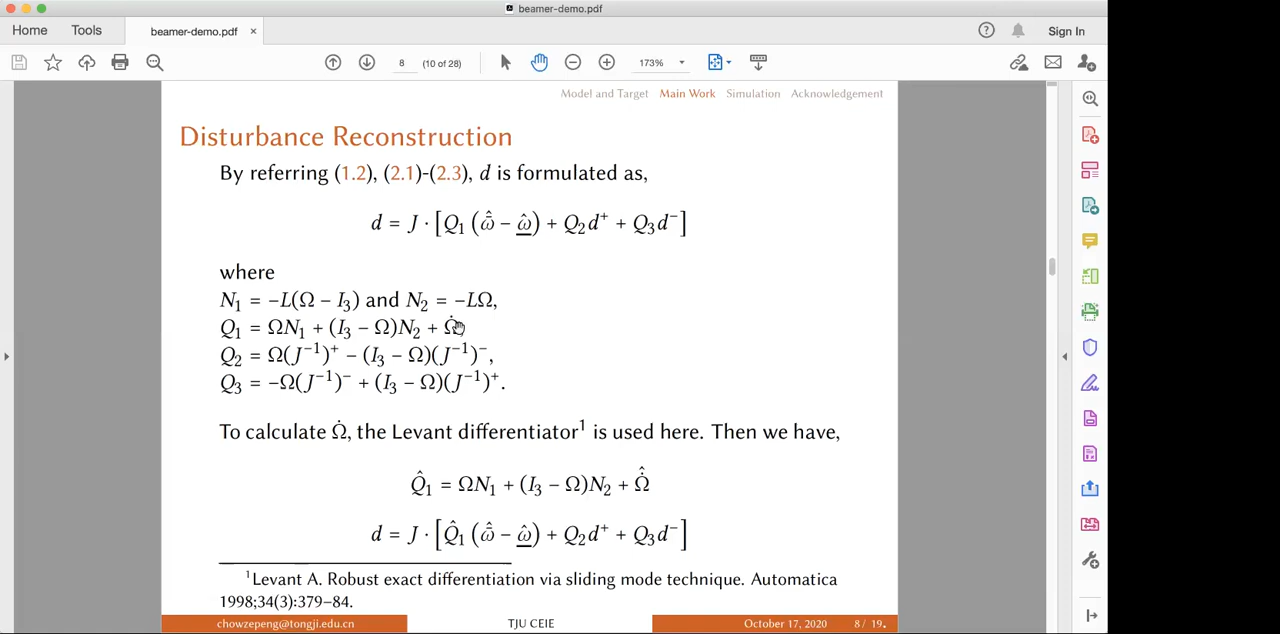 beamer-demo.pdf
Home Tools beamer-demo.pdf × Sign In
8 (10 of 28) 173%
Model and Target Main Work Simulation Acknowledgement
Disturbance Reconstruction
By referring (1.2), (2.1)-(2.3), d is formulated as,
d = J · [Q₁ (ω̄̂ − ω̲̂) + Q₂d⁺ + Q₃d⁻]
where
N₁ = −L(Ω − I₃) and N₂ = −LΩ,
Q₁ = ΩN₁ + (I₃ − Ω)N₂ + Ω̇
Q₂ = Ω(J⁻¹)⁺ − (I₃ − Ω)(J⁻¹)⁻,
Q₃ = −Ω(J⁻¹)⁻ + (I₃ − Ω)(J⁻¹)⁺.
To calculate Ω̇, the Levant differentiator¹ is used here. Then we have,
Q̂₁ = ΩN₁ + (I₃ − Ω)N₂ + Ω̇̂
d = J · [Q̂₁ (ω̄̂ − ω̲̂) + Q₂d⁺ + Q₃d⁻]
¹Levant A. Robust exact differentiation via sliding mode technique. Automatica
1998;34(3):379–84.
chowzepeng@tongji.edu.cn TJU CEIE October 17, 2020 8 / 19.